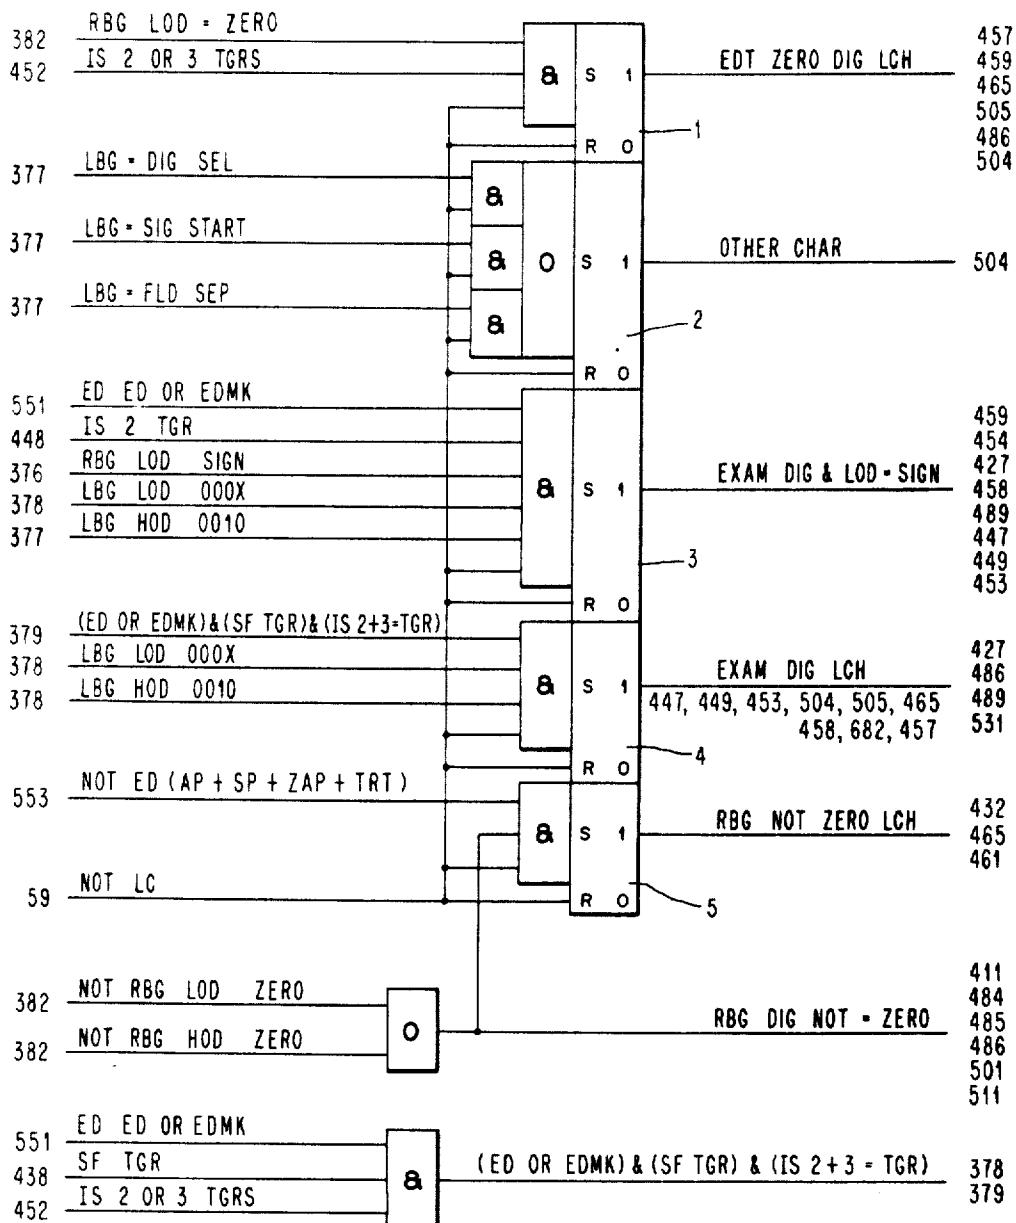 RBG LOD = ZERO
382
IS 2 OR 3 TGRS
452
& S 1
R O
EDT ZERO DIG LCH
457
459
465
505
486
504
1
LBG = DIG SEL
377
&
LBG = SIG START
377
& O S 1
OTHER CHAR
504
LBG = FLD SEP
377
&
2
R O
ED ED OR EDMK
551
IS 2 TGR
448
RBG LOD SIGN
376
LBG LOD 000X
378
LBG HOD 0010
377
& S 1
EXAM DIG & LOD = SIGN
459
454
427
458
489
447
449
453
3
R O
(ED OR EDMK)&(SF TGR)&(IS 2+3=TGR)
379
LBG LOD 000X
378
LBG HOD 0010
378
& S 1
EXAM DIG LCH
447, 449, 453, 504, 505, 465
458, 682, 457
427
486
489
531
4
R O
NOT ED (AP + SP + ZAP + TRT)
553
& S 1
RBG NOT ZERO LCH
432
465
461
NOT LC
59
5
R O
NOT RBG LOD ZERO
382
NOT RBG HOD ZERO
382
O
RBG DIG NOT = ZERO
411
484
485
486
501
511
ED ED OR EDMK
551
SF TGR
438
IS 2 OR 3 TGRS
452
&
(ED OR EDMK) & (SF TGR) & (IS 2+3 = TGR)
378
379